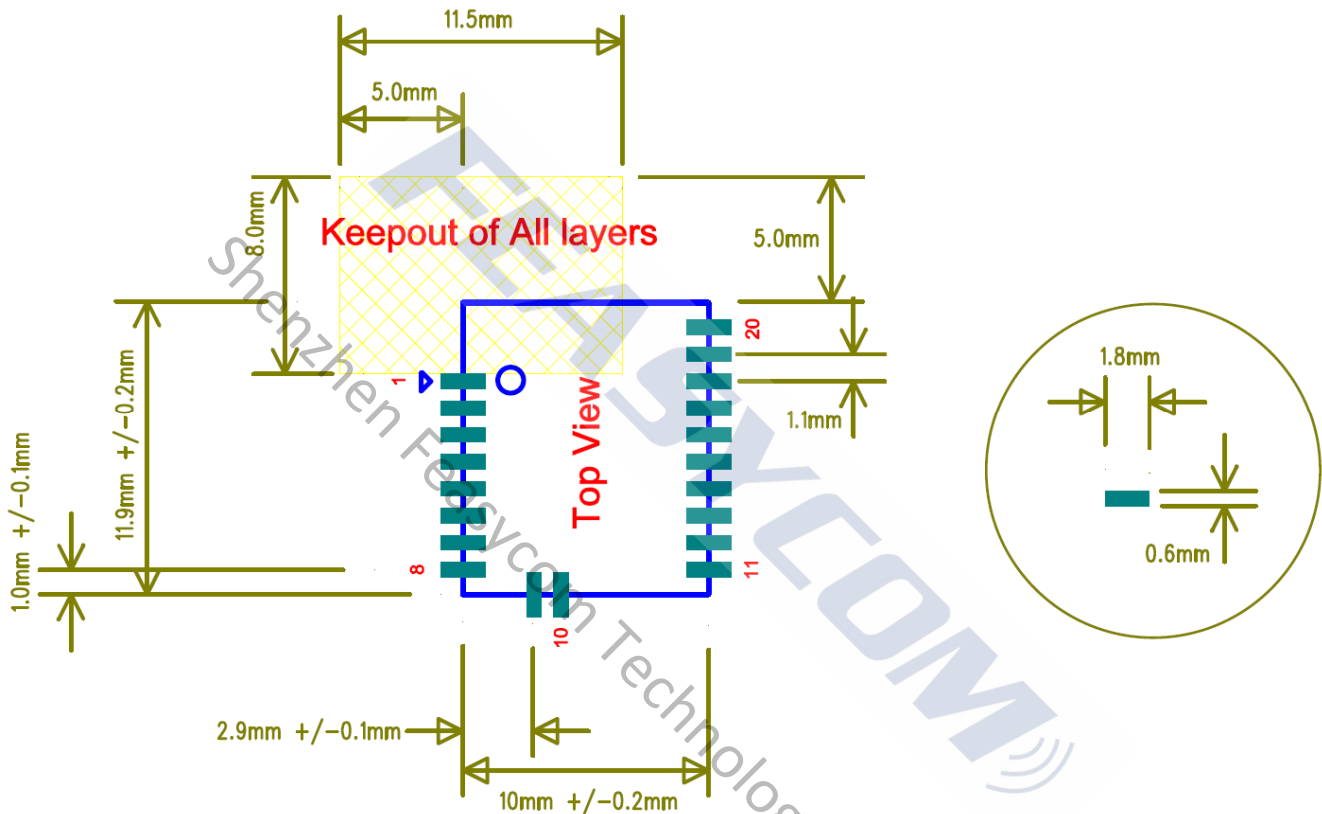 11.5mm
5.0mm
8.0mm
Keepout of All layers
5.0mm
20
1
1.1mm
11.9mm +/-0.2mm
1.0mm +/-0.1mm
Top View
8
11
10
2.9mm +/-0.1mm
10mm +/-0.2mm
1.8mm
0.6mm
FEASYCOM
Shenzhen Feasycom Technolog